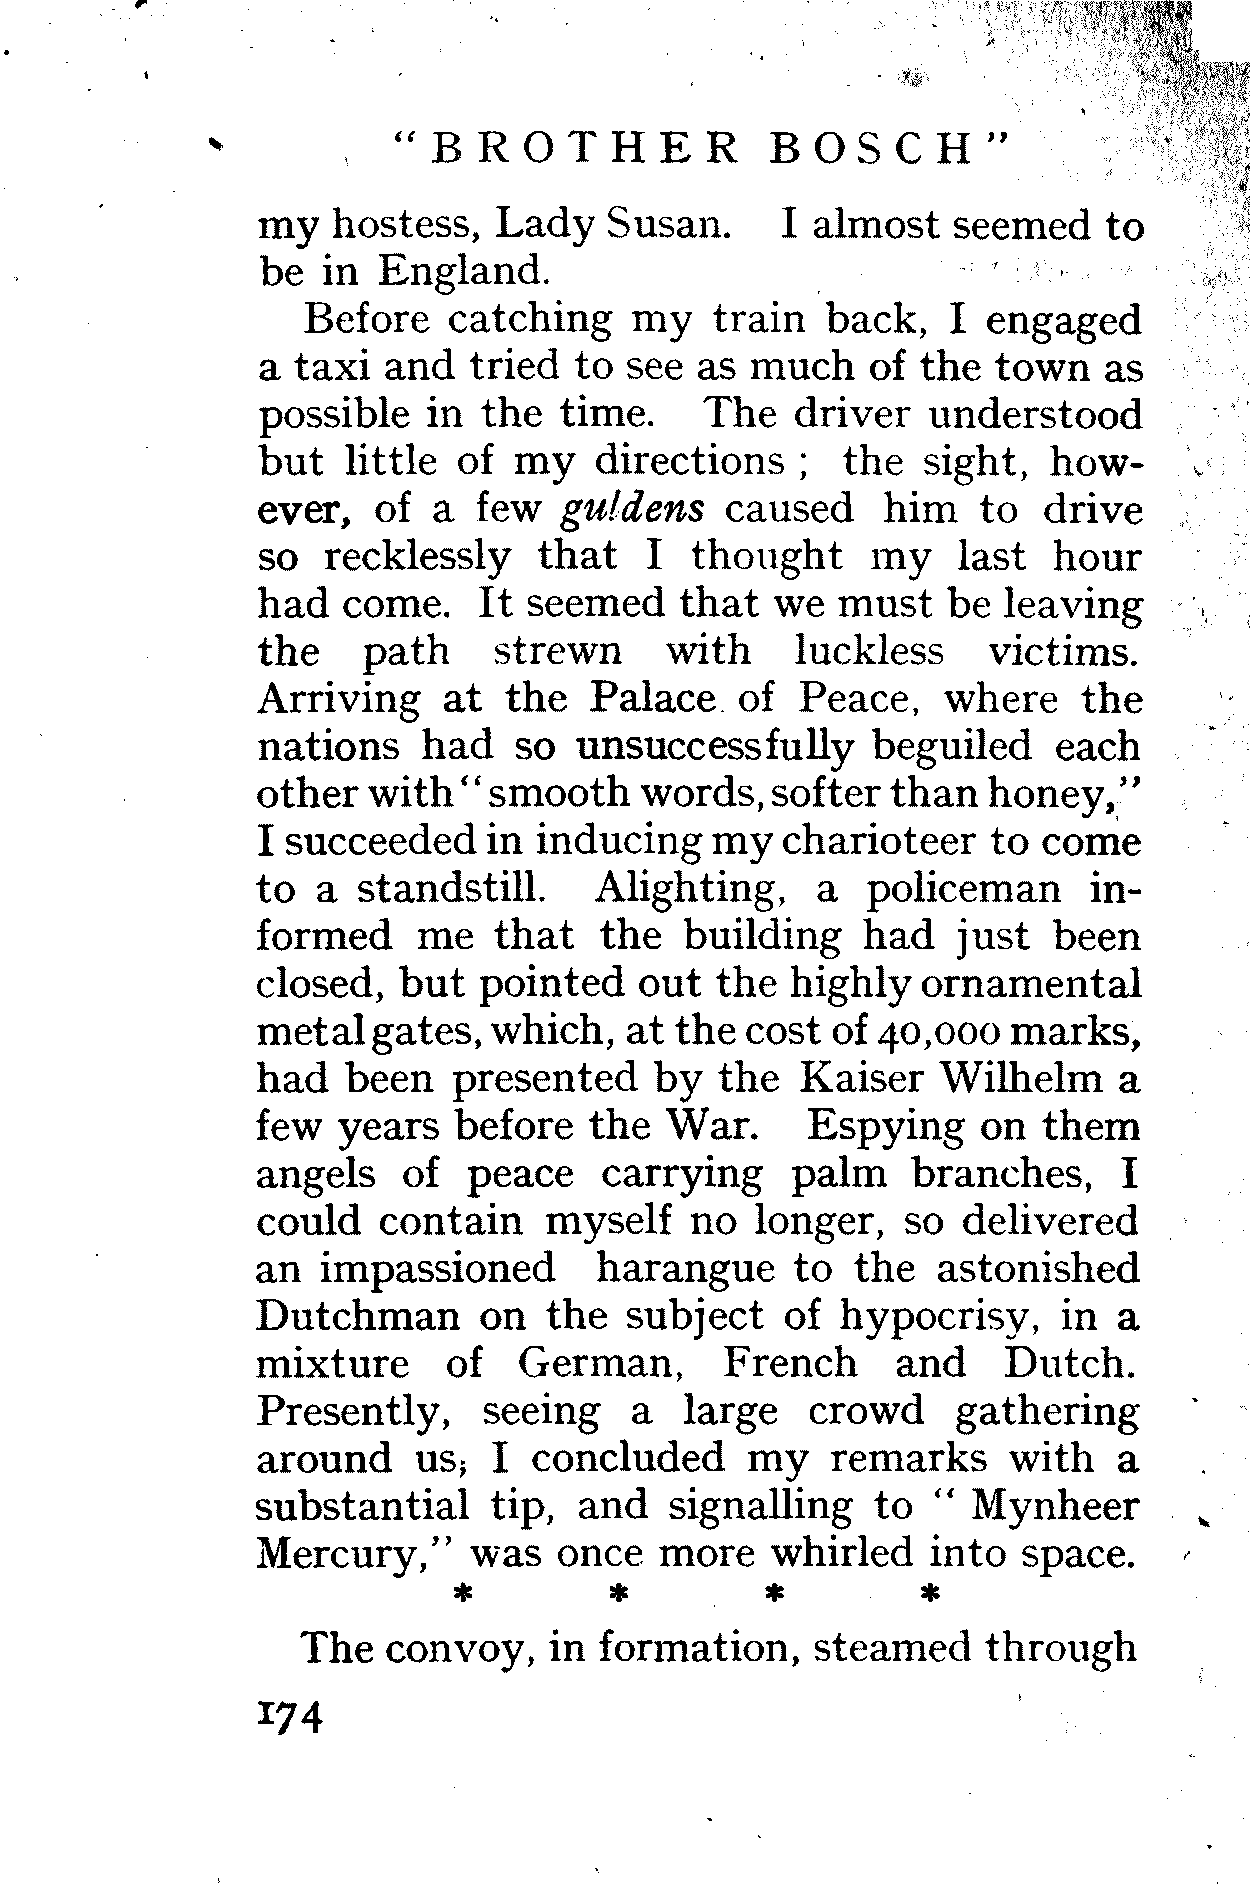 "BROTHER BOSCH"
my hostess, Lady Susan. I almost seemed to
be in England.
Before catching my train back, I engaged
a taxi and tried to see as much of the town as
possible in the time. The driver understood
but little of my directions ; the sight, how-
ever, of a few guldens caused him to drive
so recklessly that I thought my last hour
had come. It seemed that we must be leaving
the path strewn with luckless victims.
Arriving at the Palace of Peace, where the
nations had so unsuccessfully beguiled each
other with "smooth words, softer than honey,"
I succeeded in inducing my charioteer to come
to a standstill. Alighting, a policeman in-
formed me that the building had just been
closed, but pointed out the highly ornamental
metal gates, which, at the cost of 40,000 marks,
had been presented by the Kaiser Wilhelm a
few years before the War. Espying on them
angels of peace carrying palm branches, I
could contain myself no longer, so delivered
an impassioned harangue to the astonished
Dutchman on the subject of hypocrisy, in a
mixture of German, French and Dutch.
Presently, seeing a large crowd gathering
around us, I concluded my remarks with a
substantial tip, and signalling to " Mynheer
Mercury," was once more whirled into space.
* * * *
The convoy, in formation, steamed through
174